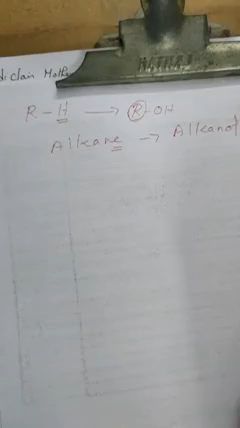 R - H → R-OH
Alkane → Alkanol